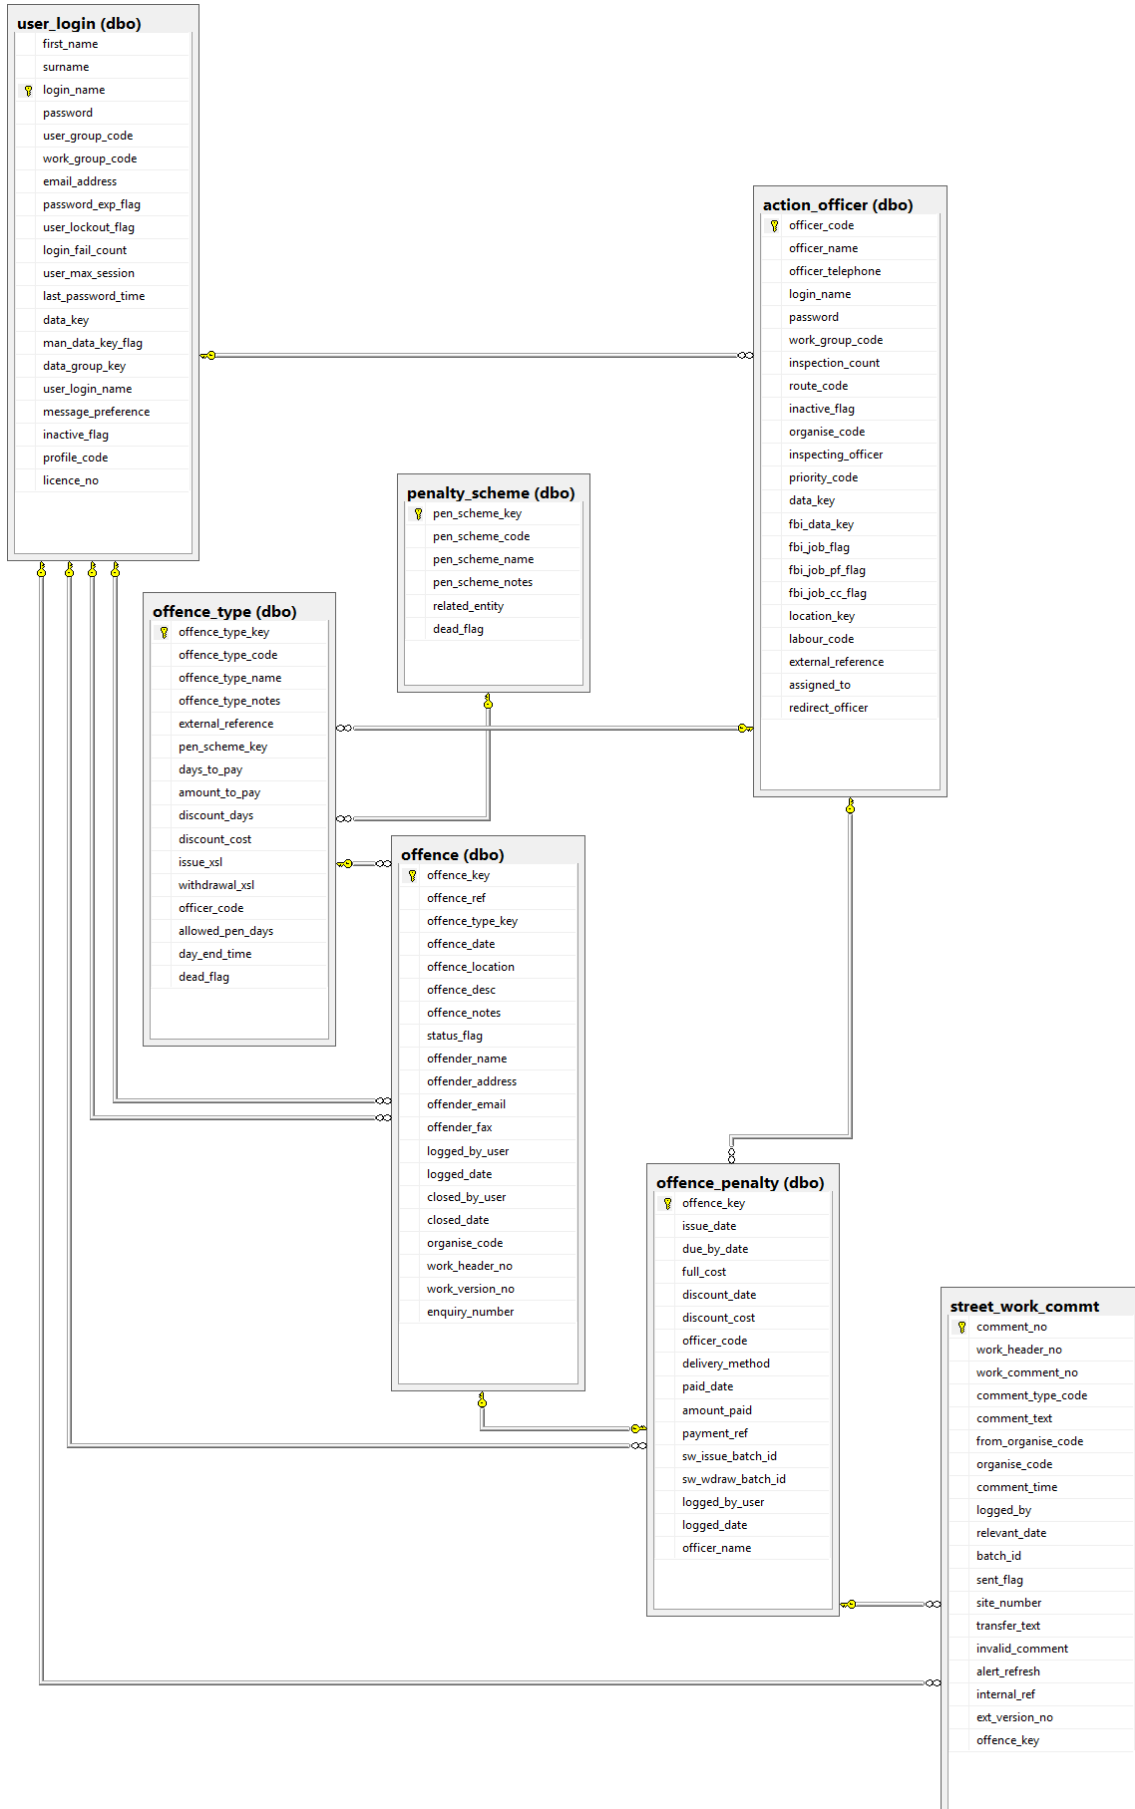 user_login (dbo)
first_name
surname
login_name
password
user_group_code
work_group_code
email_address
password_exp_flag
user_lockout_flag
login_fail_count
user_max_session
last_password_time
data_key
man_data_key_flag
data_group_key
user_login_name
message_preference
inactive_flag
profile_code
licence_no
action_officer (dbo)
officer_code
officer_name
officer_telephone
login_name
password
work_group_code
inspection_count
route_code
inactive_flag
organise_code
inspecting_officer
priority_code
data_key
fbi_data_key
fbi_job_flag
fbi_job_pf_flag
fbi_job_cc_flag
location_key
labour_code
external_reference
assigned_to
redirect_officer
penalty_scheme (dbo)
pen_scheme_key
pen_scheme_code
pen_scheme_name
pen_scheme_notes
related_entity
dead_flag
offence_type (dbo)
offence_type_key
offence_type_code
offence_type_name
offence_type_notes
external_reference
pen_scheme_key
days_to_pay
amount_to_pay
discount_days
discount_cost
issue_xsl
withdrawal_xsl
officer_code
allowed_pen_days
day_end_time
dead_flag
offence (dbo)
offence_key
offence_ref
offence_type_key
offence_date
offence_location
offence_desc
offence_notes
status_flag
offender_name
offender_address
offender_email
offender_fax
logged_by_user
logged_date
closed_by_user
closed_date
organise_code
work_header_no
work_version_no
enquiry_number
offence_penalty (dbo)
offence_key
issue_date
due_by_date
full_cost
discount_date
discount_cost
officer_code
delivery_method
paid_date
amount_paid
payment_ref
sw_issue_batch_id
sw_wdraw_batch_id
logged_by_user
logged_date
officer_name
street_work_commt
comment_no
work_header_no
work_comment_no
comment_type_code
comment_text
from_organise_code
organise_code
comment_time
logged_by
relevant_date
batch_id
sent_flag
site_number
transfer_text
invalid_comment
alert_refresh
internal_ref
ext_version_no
offence_key